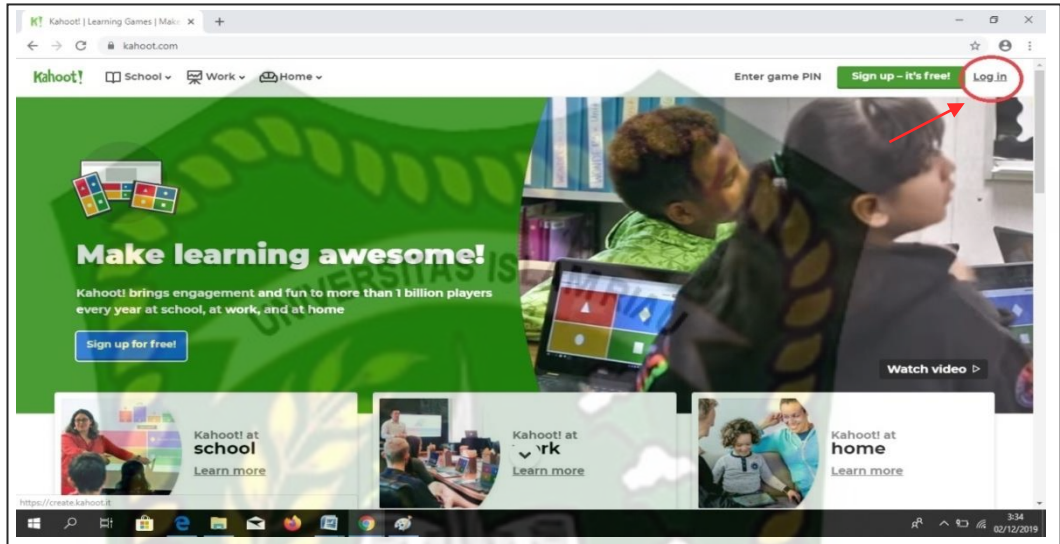 Kahoot! | Learning Games | Make
kahoot.com
Kahoot!
School
Work
Home
Enter game PIN
Sign up – it's free!
Log in
Make learning awesome!
Kahoot! brings engagement and fun to more than 1 billion players
every year at school, at work, and at home
Sign up for free!
UNIVERSITAS ISLAM RIAU
Watch video
Kahoot! at
school
Learn more
Kahoot! at
Learn more
Kahoot! at
home
Learn more
https://create.kahoot.it
3:34
02/12/2019